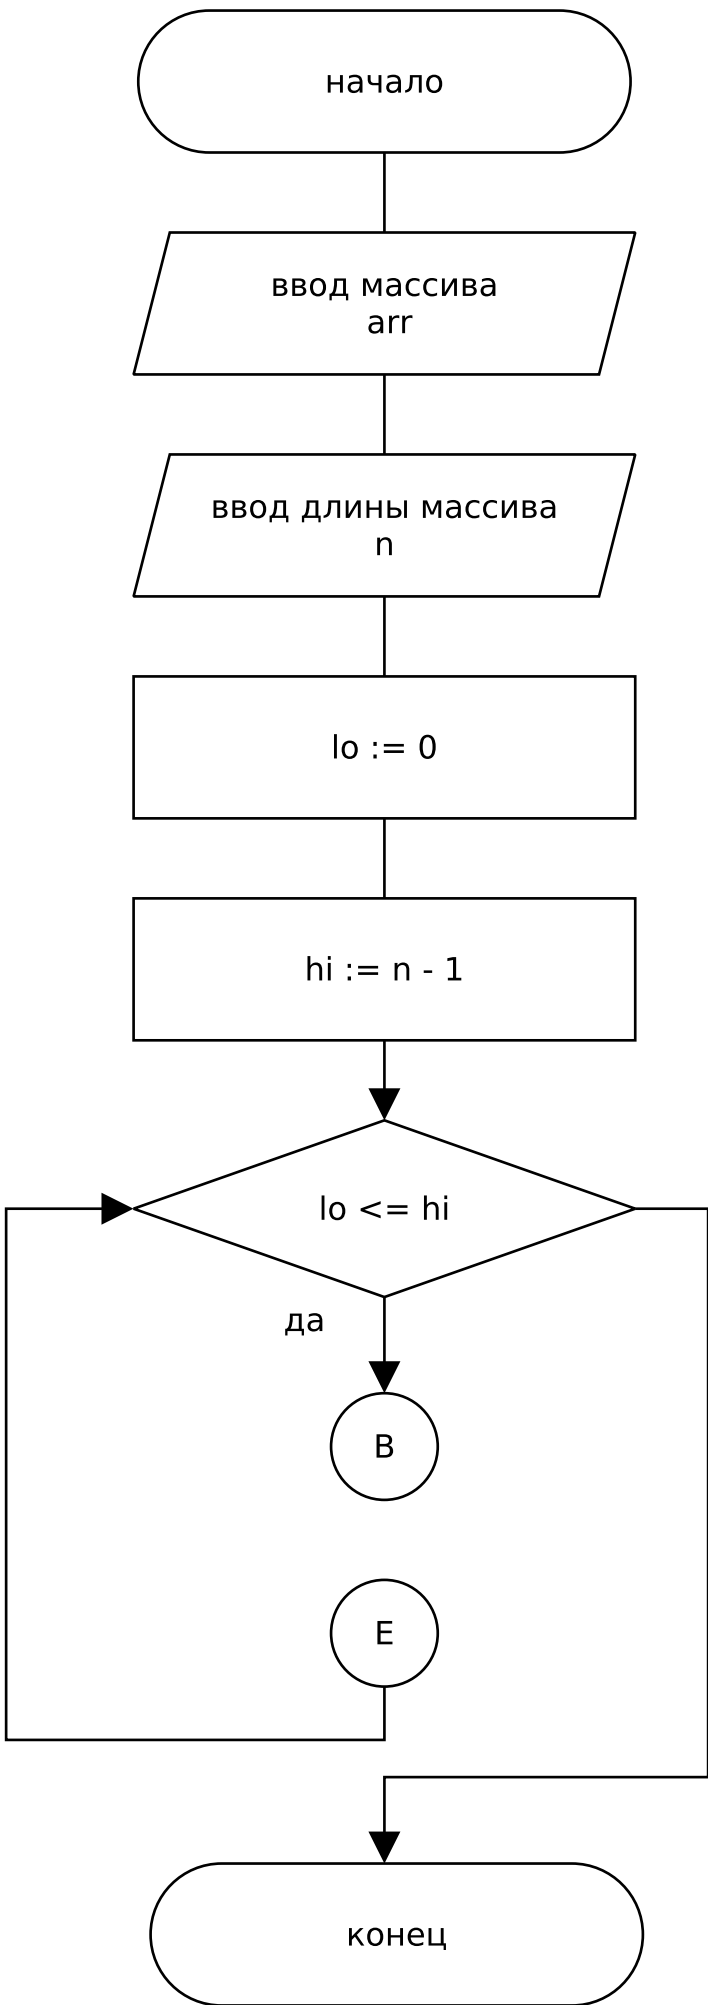 начало
ввод массива
arr
ввод длины массива
n
lo := 0
hi := n - 1
lo <= hi
да
B
E
конец